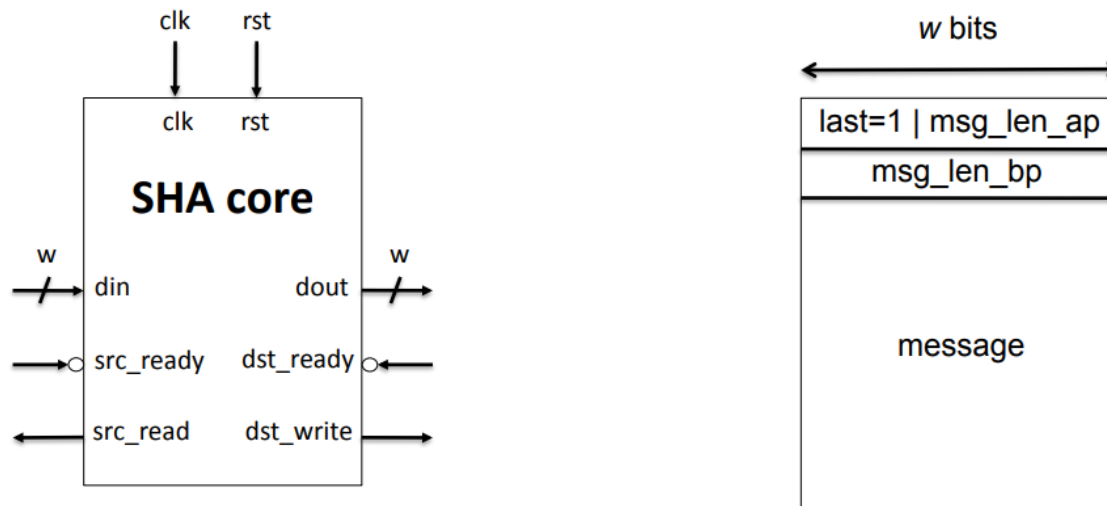 clk rst
clk rst
SHA core
w w
din dout
src_ready dst_ready
src_read dst_write
w bits
last=1 | msg_len_ap
msg_len_bp
message